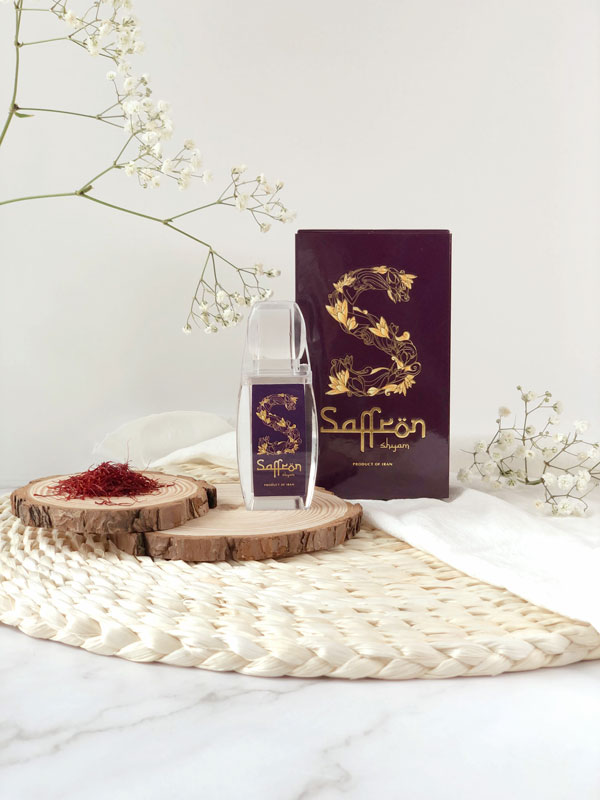 S
Saffrön
shyam
PRODUCT OF IRAN
S
Saffrön
shyam
PRODUCT OF IRAN